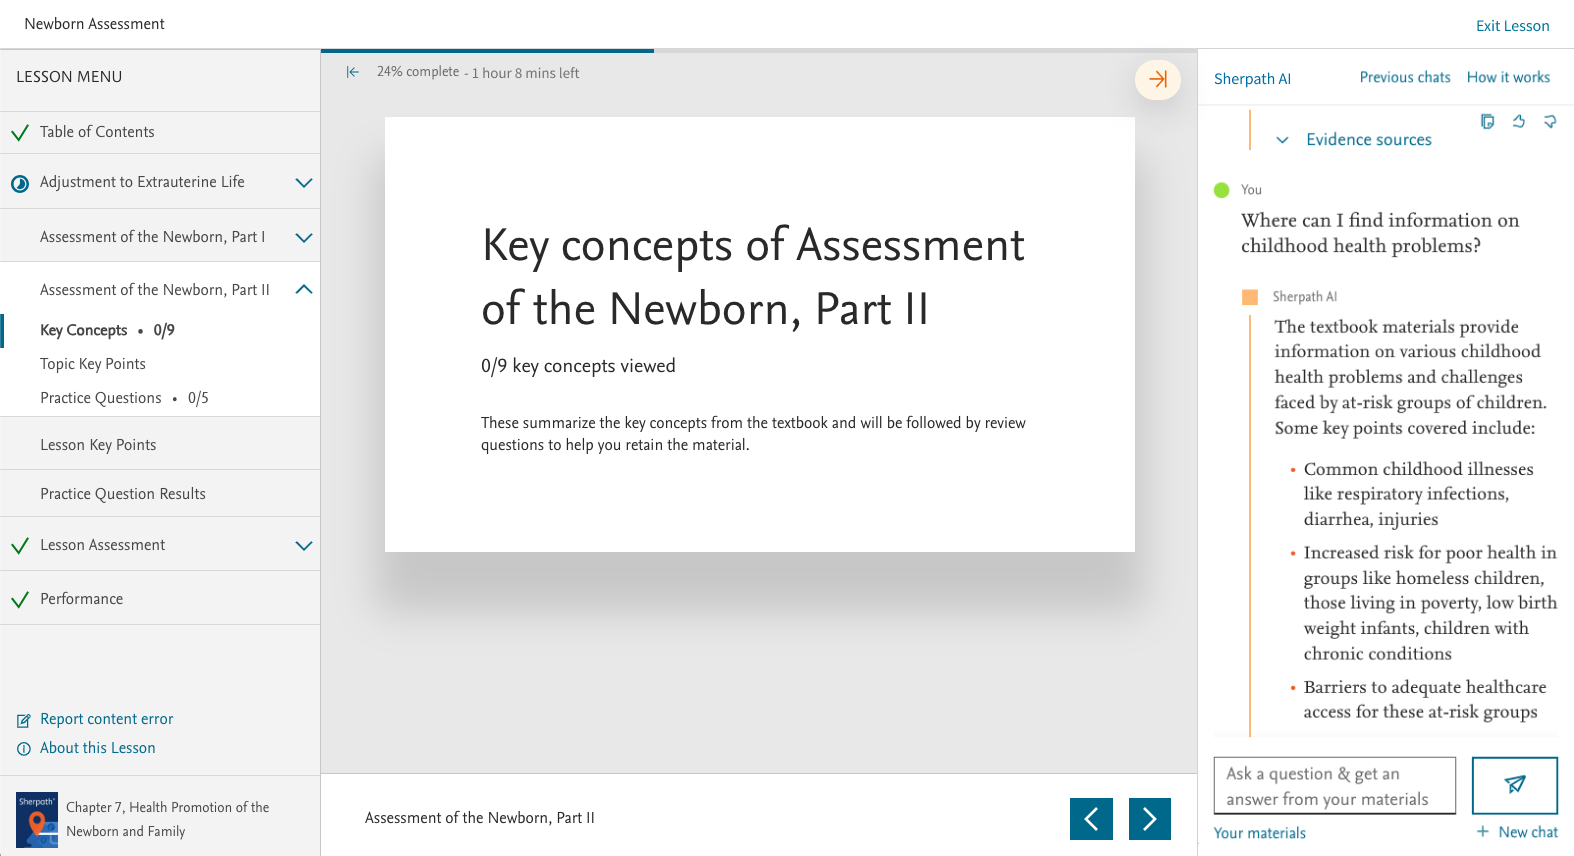 Newborn Assessment
Exit Lesson
LESSON MENU
Table of Contents
Adjustment to Extrauterine Life
Assessment of the Newborn, Part I
Assessment of the Newborn, Part II
Key Concepts • 0/9
Topic Key Points
Practice Questions • 0/5
Lesson Key Points
Practice Question Results
Lesson Assessment
Performance
Report content error
About this Lesson
Sherpath
Chapter 7, Health Promotion of the
Newborn and Family
24% complete - 1 hour 8 mins left
Key concepts of Assessment
of the Newborn, Part II
0/9 key concepts viewed
These summarize the key concepts from the textbook and will be followed by review
questions to help you retain the material.
Assessment of the Newborn, Part II
Sherpath AI
Previous chats
How it works
Evidence sources
You
Where can I find information on
childhood health problems?
Sherpath AI
The textbook materials provide
information on various childhood
health problems and challenges
faced by at-risk groups of children.
Some key points covered include:
• Common childhood illnesses
like respiratory infections,
diarrhea, injuries
• Increased risk for poor health in
groups like homeless children,
those living in poverty, low birth
weight infants, children with
chronic conditions
• Barriers to adequate healthcare
access for these at-risk groups
Ask a question & get an
answer from your materials
Your materials
+ New chat